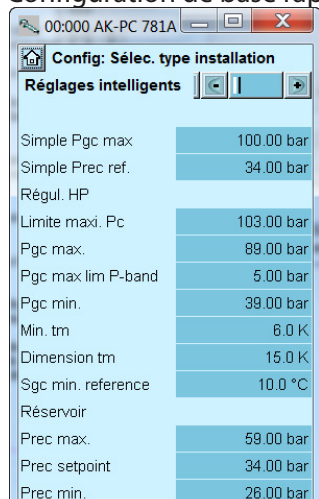 Configuration de base rap
00:000 AK-PC 781A
Config: Sélec. type installation
Réglages intelligents
Simple Pgc max 100.00 bar
Simple Prec ref. 34.00 bar
Régul. HP
Limite maxi. Pc 103.00 bar
Pgc max. 89.00 bar
Pgc max lim P-band 5.00 bar
Pgc min. 39.00 bar
Min. tm 6.0 K
Dimension tm 15.0 K
Sgc min. reference 10.0 °C
Réservoir
Prec max. 59.00 bar
Prec setpoint 34.00 bar
Prec min. 26.00 bar